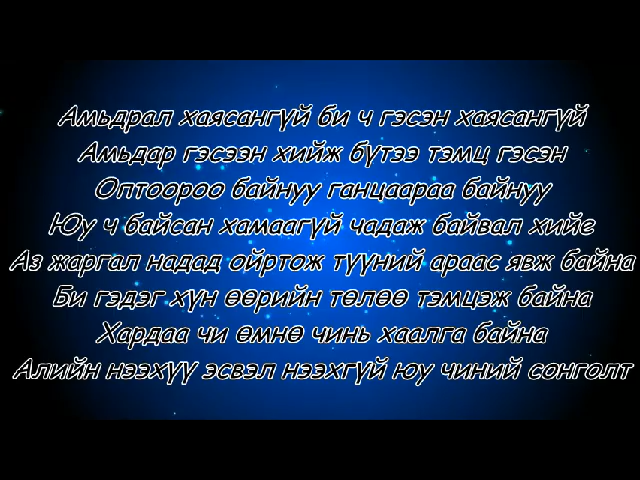 Амьдрал хаясангүй би ч гэсэн хаясангүй
Амьдар гэсээн хийж бүтээ тэмц гэсэн
Оптоороо байнуу ганцаараа байнуу
Юу ч байсан хамаагүй чадаж байвал хийе
Аз жаргал надад ойртож түүний араас явж байна
Би гэдэг хүн өөрийн төлөө тэмцэж байна
Хардаа чи өмнө чинь хаалга байна
Алийн нээхүү эсвэл нээхгүй юу чиний сонголт